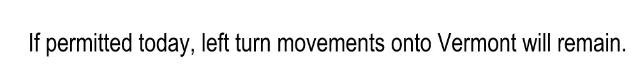 If permitted today, left turn movements onto Vermont will remain.